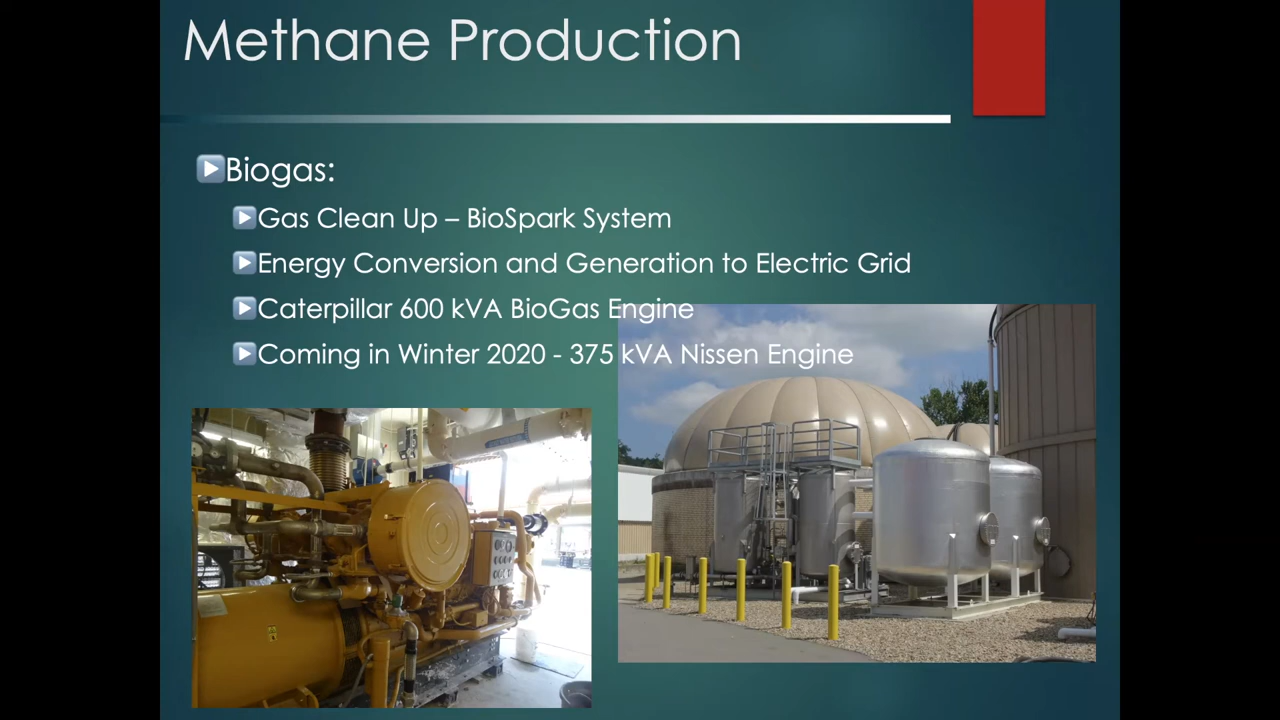 Methane Production
Biogas:
Gas Clean Up – BioSpark System
Energy Conversion and Generation to Electric Grid
Caterpillar 600 kVA BioGas Engine
Coming in Winter 2020 - 375 kVA Nissen Engine